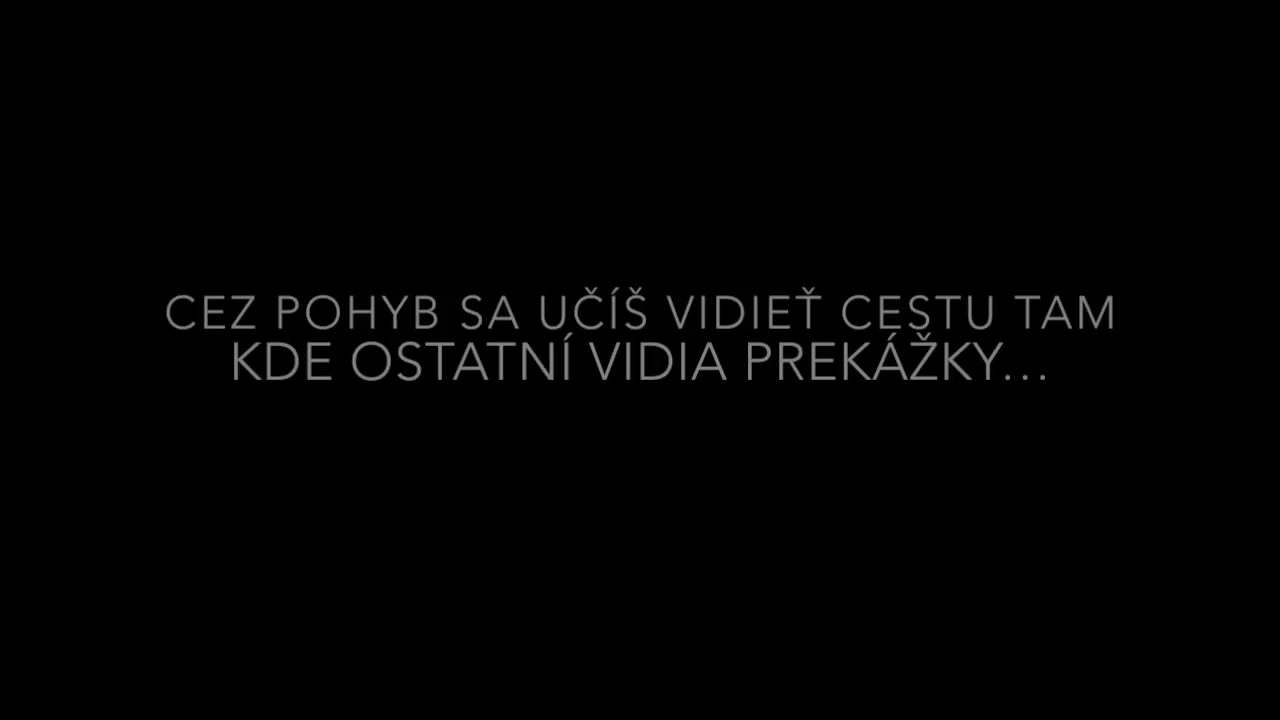 CEZ POHYB SA UČÍŠ VIDIEŤ CESTU TAM
KDE OSTATNÍ VIDIA PREKÁŽKY...